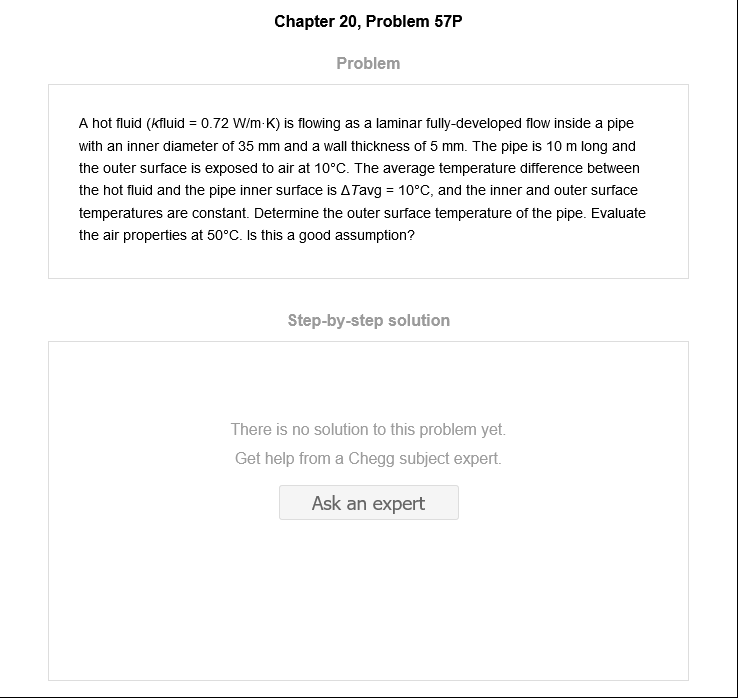 Chapter 20, Problem 57P
Problem
A hot fluid (kfluid = 0.72 W/m·K) is flowing as a laminar fully-developed flow inside a pipe
with an inner diameter of 35 mm and a wall thickness of 5 mm. The pipe is 10 m long and
the outer surface is exposed to air at 10°C. The average temperature difference between
the hot fluid and the pipe inner surface is ΔTavg = 10°C, and the inner and outer surface
temperatures are constant. Determine the outer surface temperature of the pipe. Evaluate
the air properties at 50°C. Is this a good assumption?
Step-by-step solution
There is no solution to this problem yet.
Get help from a Chegg subject expert.
Ask an expert